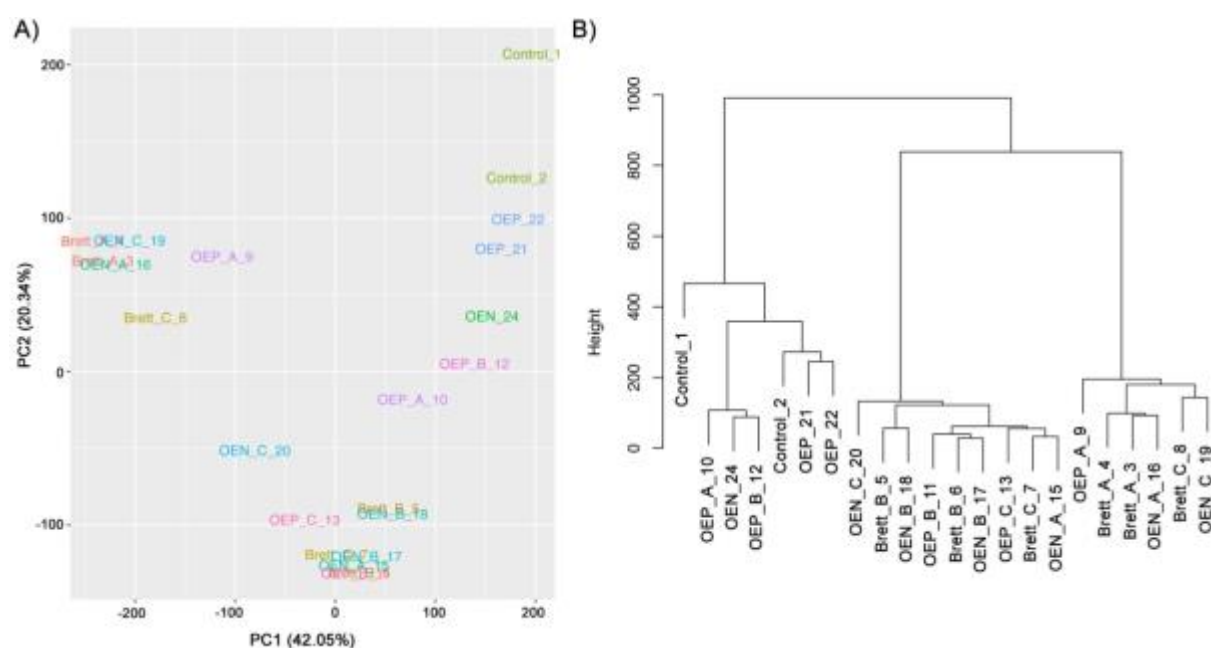 A)
PC2 (20.34%)
200
100
0
-100
Control_1
Control_2
OEP_22
OEP_21
OEN_C_19
OEN_A_16
OEP_A_9
Brett_C_8
OEN_24
OEP_B_12
OEP_A_10
OEN_C_20
OEP_C_13
OEN_B_18
OEN_B_17
OEN_A_15
-200
-100
0
100
200
PC1 (42.05%)
B)
Height
1000
800
600
400
200
0
Control_1
OEP_A_10
OEN_24
OEP_B_12
Control_2
OEP_21
OEP_22
OEN_C_20
Brett_B_5
OEN_B_18
OEP_B_11
Brett_B_6
OEN_B_17
OEP_C_13
Brett_C_7
OEN_A_15
OEP_A_9
Brett_A_4
Brett_A_3
OEN_A_16
Brett_C_8
OEN_C_19